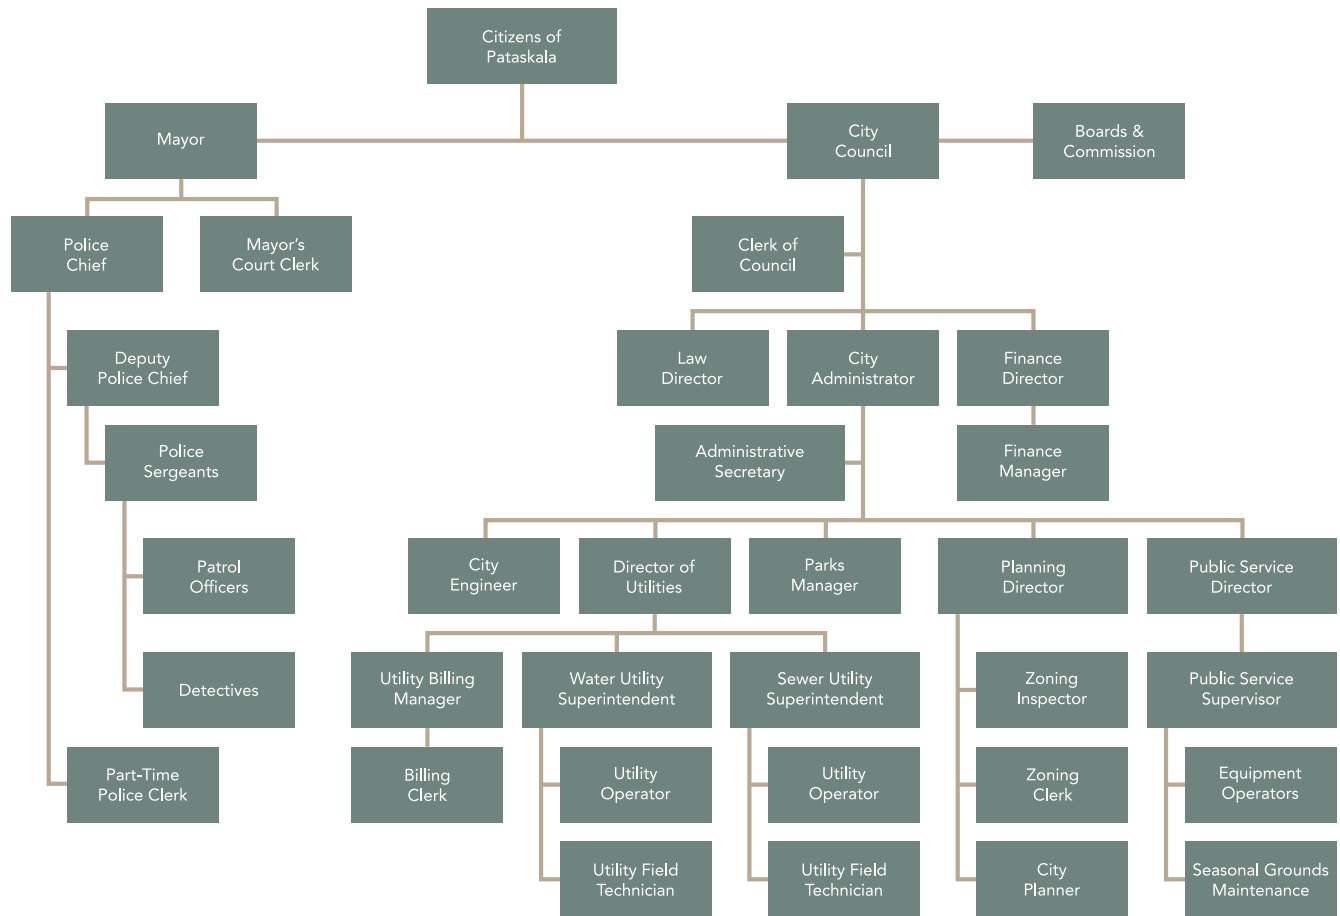 Citizens of
Pataskala
Mayor
City
Council
Boards &
Commission
Police
Chief
Mayor's
Court Clerk
Clerk of
Council
Deputy
Police Chief
Law
Director
City
Administrator
Finance
Director
Police
Sergeants
Administrative
Secretary
Finance
Manager
Patrol
Officers
City
Engineer
Director of
Utilities
Parks
Manager
Planning
Director
Public Service
Director
Detectives
Utility Billing
Manager
Water Utility
Superintendent
Sewer Utility
Superintendent
Zoning
Inspector
Public Service
Supervisor
Part-Time
Police Clerk
Billing
Clerk
Utility
Operator
Utility
Operator
Zoning
Clerk
Equipment
Operators
Utility Field
Technician
Utility Field
Technician
City
Planner
Seasonal Grounds
Maintenance